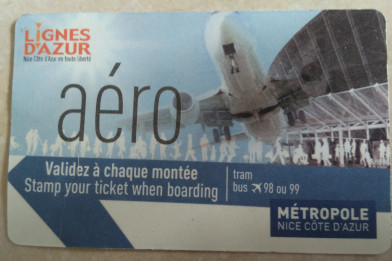 LIGNES
D'AZUR
Nice Côte d'Azur en toute liberté
aéro
Validez à chaque montée
Stamp your ticket when boarding
tram
bus 98 ou 99
MÉTROPOLE
NICE CÔTE D'AZUR